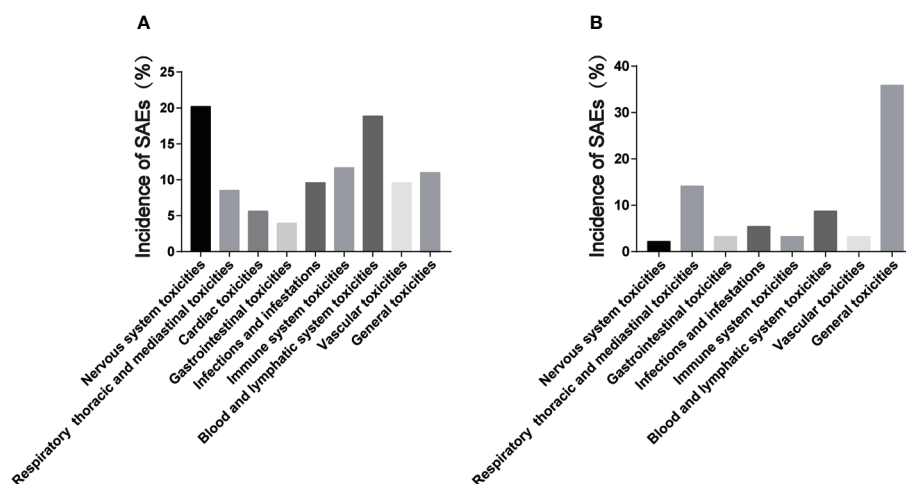 A
Incidence of SAEs (%)
25
20
15
10
5
0
Nervous system toxicities
Respiratory thoracic and mediastinal toxicities
Cardiac toxicities
Gastrointestinal toxicities
Infections and infestations
Immune system toxicities
Blood and lymphatic system toxicities
Vascular toxicities
General toxicities
B
Incidence of SAEs (%)
40
30
20
10
0
Nervous system toxicities
Respiratory thoracic and mediastinal toxicities
Gastrointestinal toxicities
Infections and infestations
Immune system toxicities
Blood and lymphatic system toxicities
Vascular toxicities
General toxicities